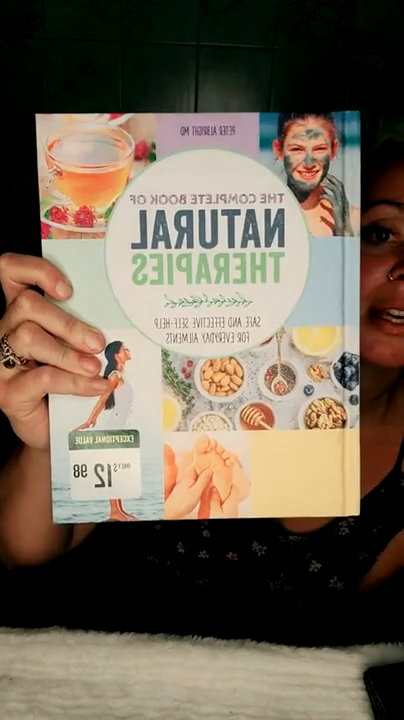 PETER ALBRIGHT MD
THE COMPLETE BOOK OF
NATURAL
THERAPIES
SAFE AND EFFECTIVE SELF-HELP
FOR EVERYDAY AILMENTS
EXCEPTIONAL VALUE
ONLY $12.98